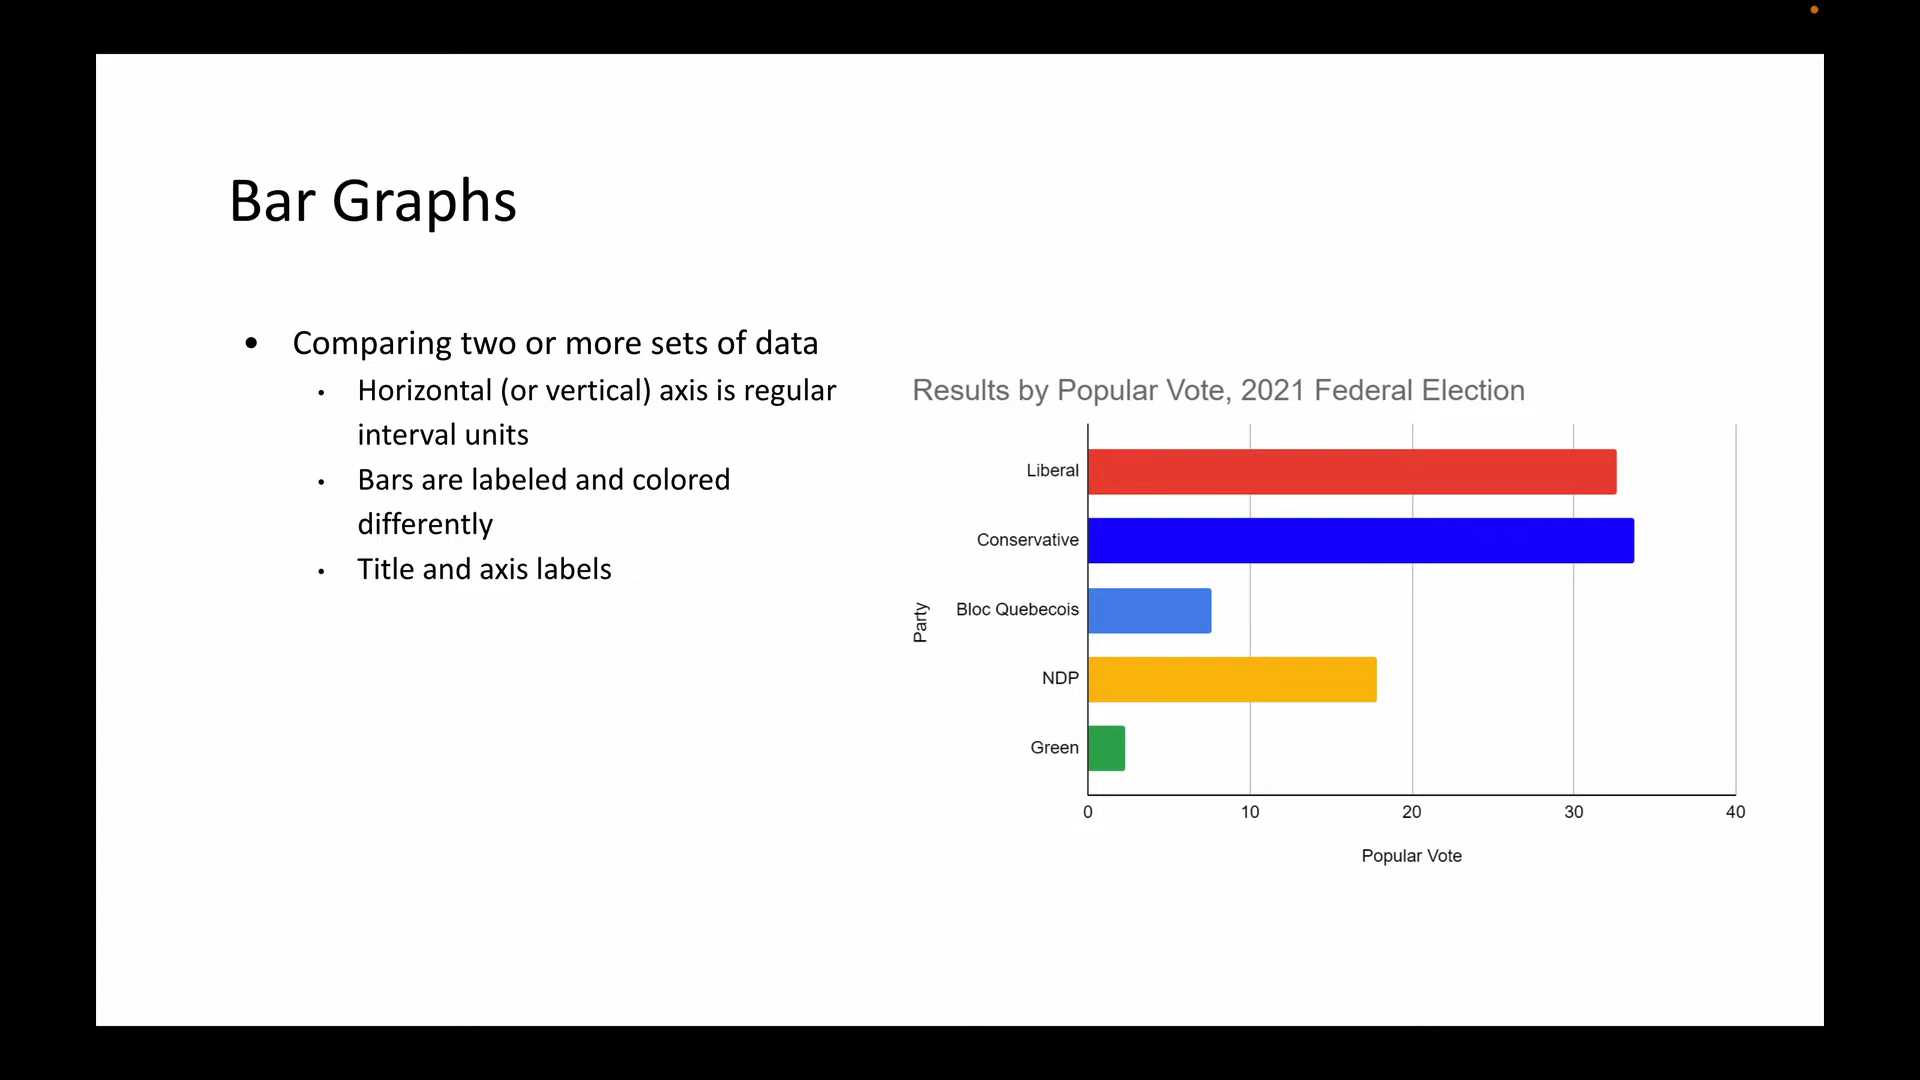 Bar Graphs
• Comparing two or more sets of data
• Horizontal (or vertical) axis is regular
interval units
• Bars are labeled and colored
differently
• Title and axis labels
Results by Popular Vote, 2021 Federal Election
Party
Liberal
Conservative
Bloc Quebecois
NDP
Green
0 10 20 30 40
Popular Vote